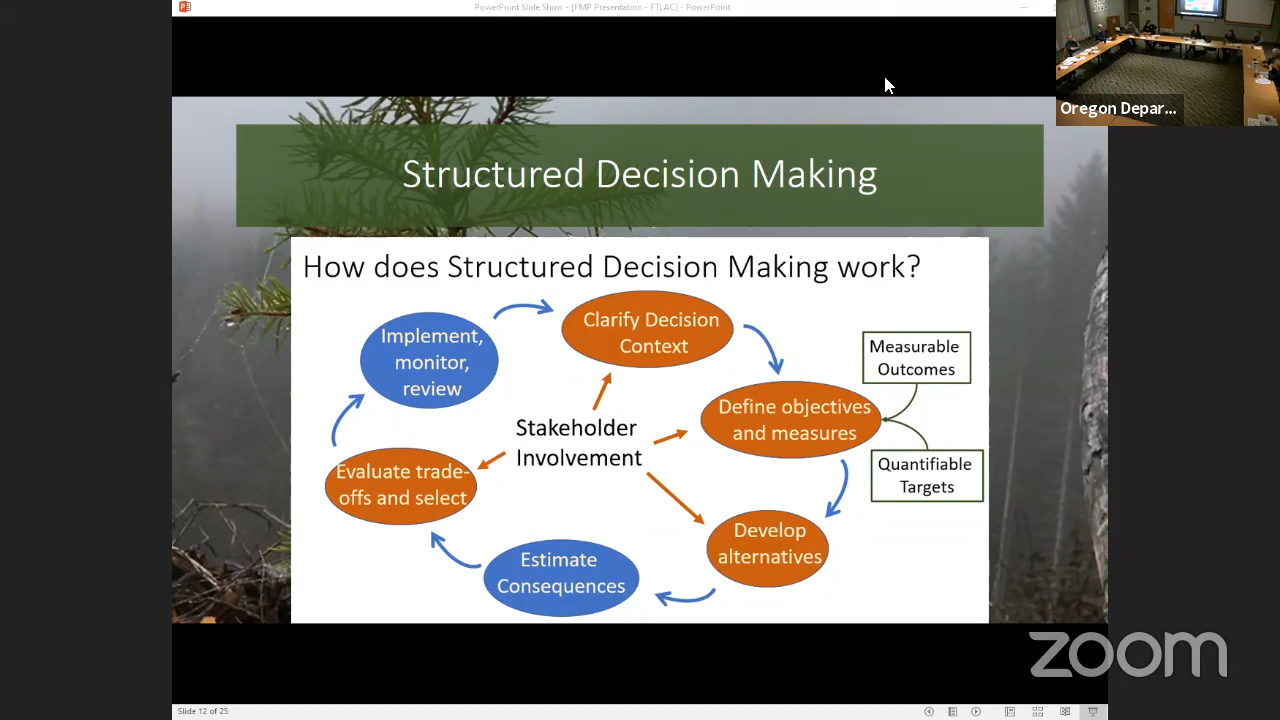 PowerPoint Slide Show - [FMP Presentation - FTLAC] - PowerPoint
Oregon Depar...
Structured Decision Making
How does Structured Decision Making work?
Clarify Decision
Context
Implement,
monitor,
review
Measurable
Outcomes
Define objectives
and measures
Stakeholder
Involvement
Quantifiable
Targets
Evaluate trade-
offs and select
Develop
alternatives
Estimate
Consequences
zoom
Slide 12 of 25